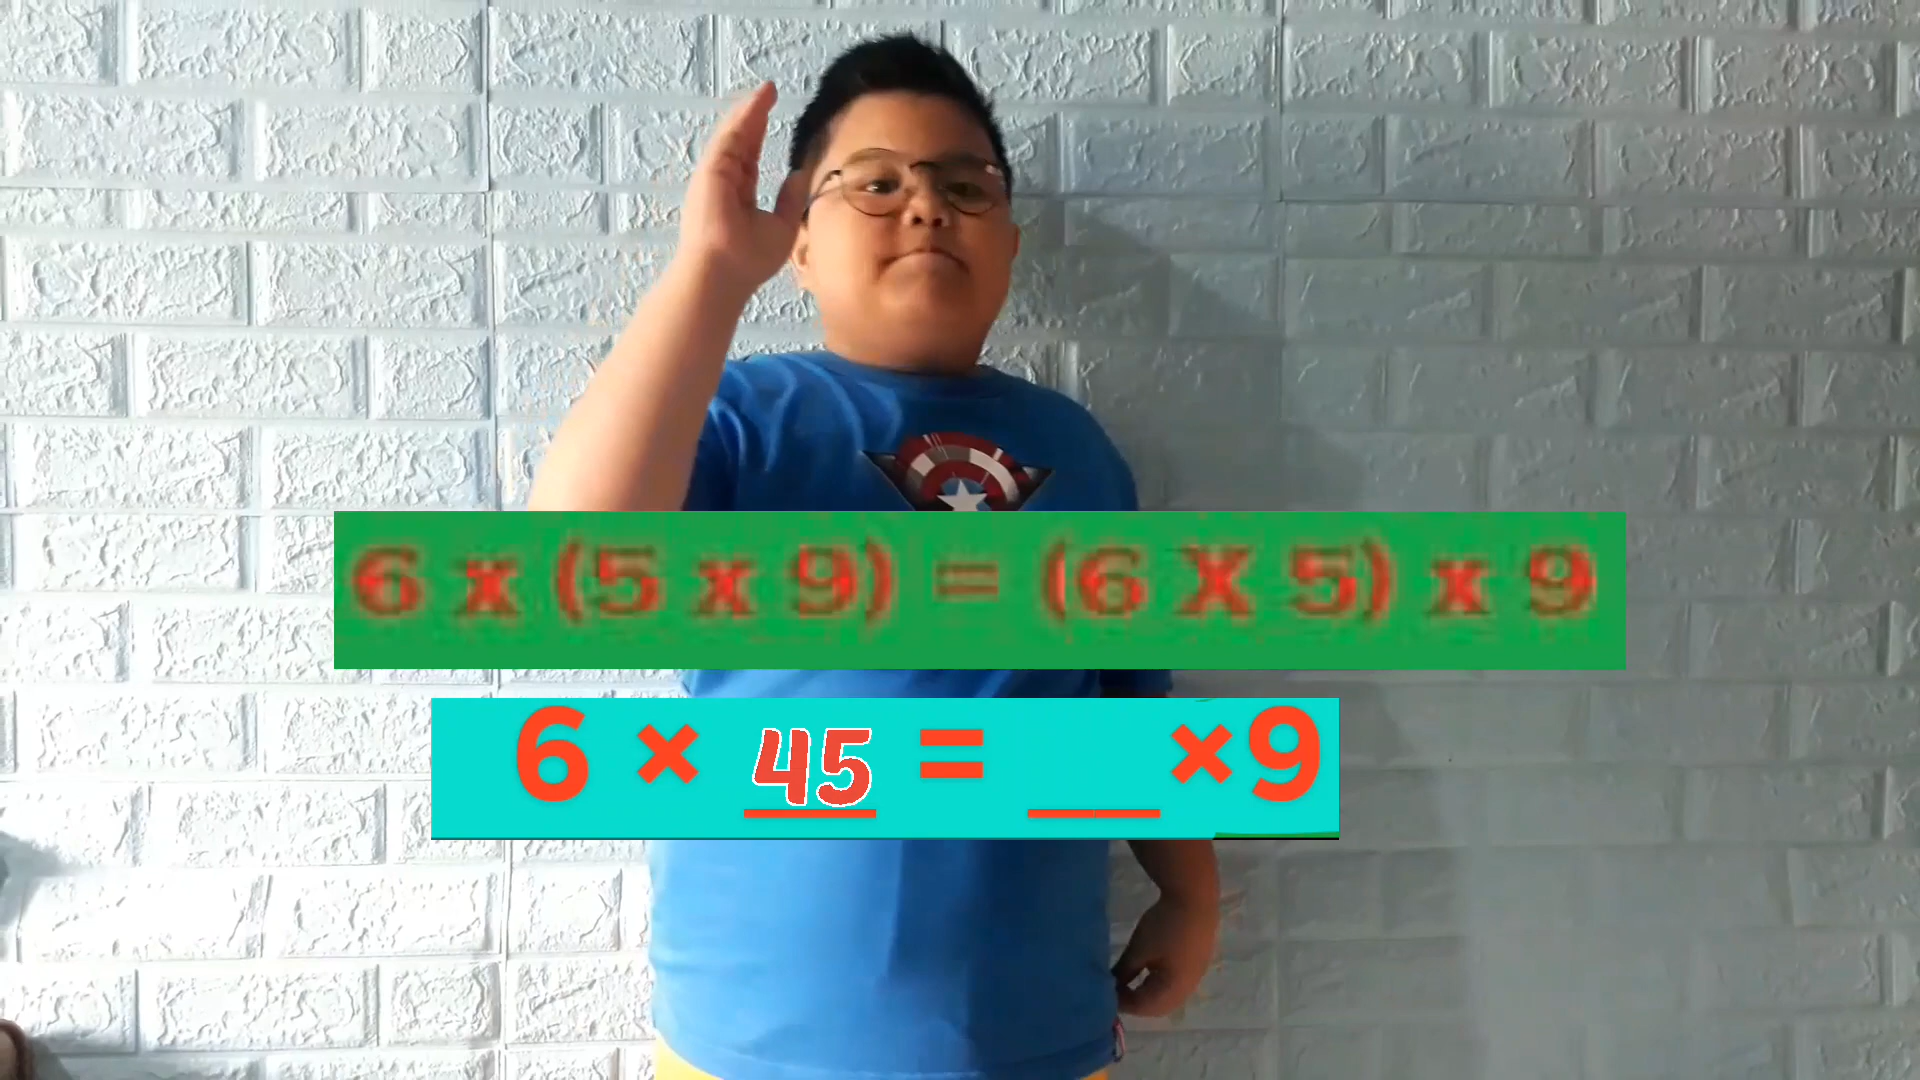 6 x (5 x 9) = (6 X 5) x 9
6 × 45 = __ ×9